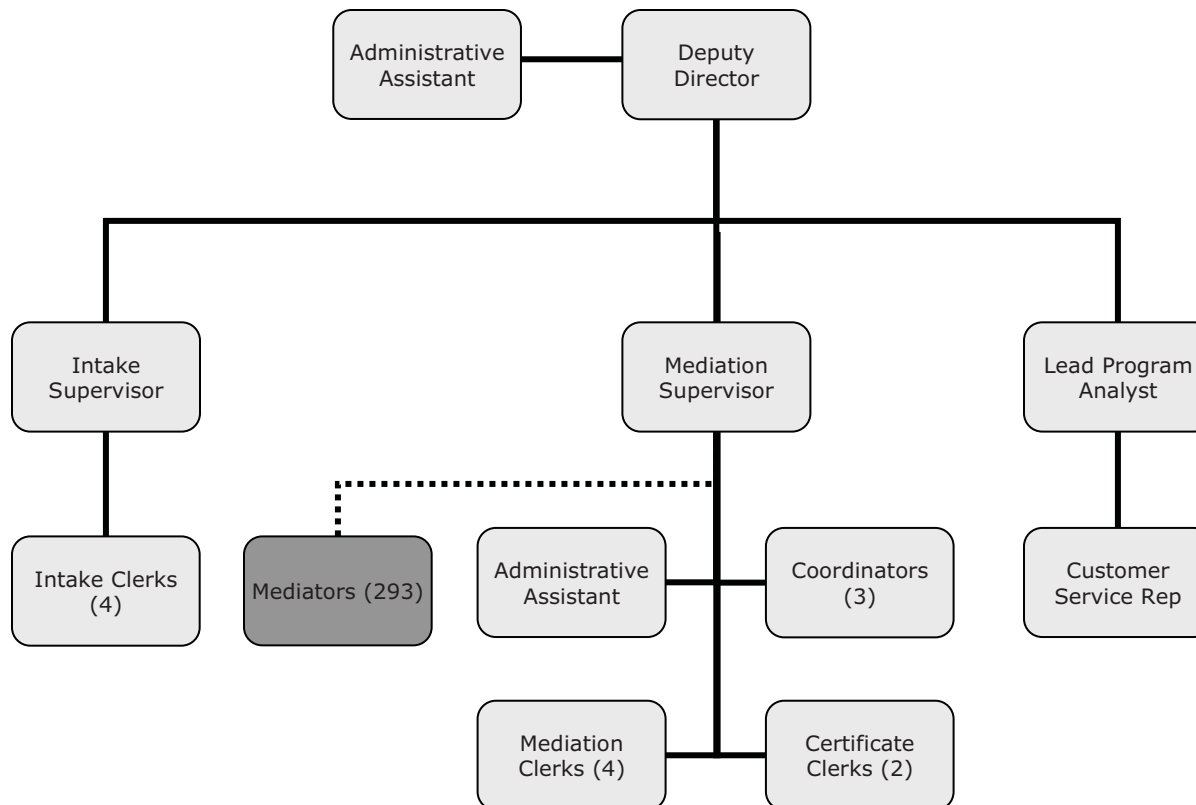 Administrative
Assistant
Deputy
Director
Intake
Supervisor
Mediation
Supervisor
Lead Program
Analyst
Intake Clerks
(4)
Mediators (293)
Administrative
Assistant
Coordinators
(3)
Customer
Service Rep
Mediation
Clerks (4)
Certificate
Clerks (2)